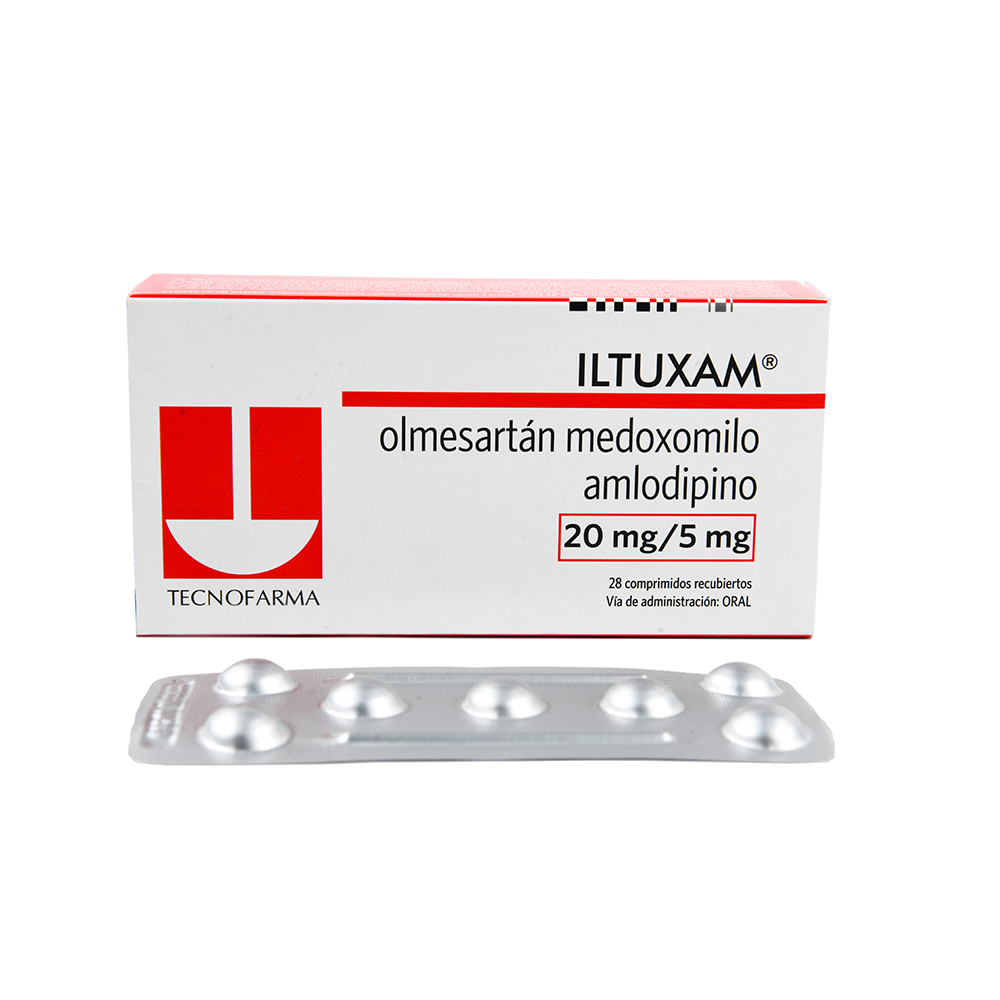 ILTUXAM®
olmesartán medoxomilo
amlodipino
20 mg/5 mg
28 comprimidos recubiertos
Vía de administración: ORAL
TECNOFARMA